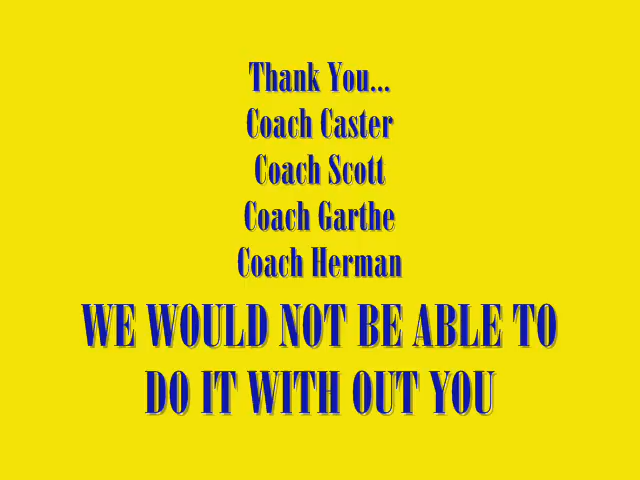 Thank You...
Coach Caster
Coach Scott
Coach Garthe
Coach Herman
WE WOULD NOT BE ABLE TO
DO IT WITH OUT YOU